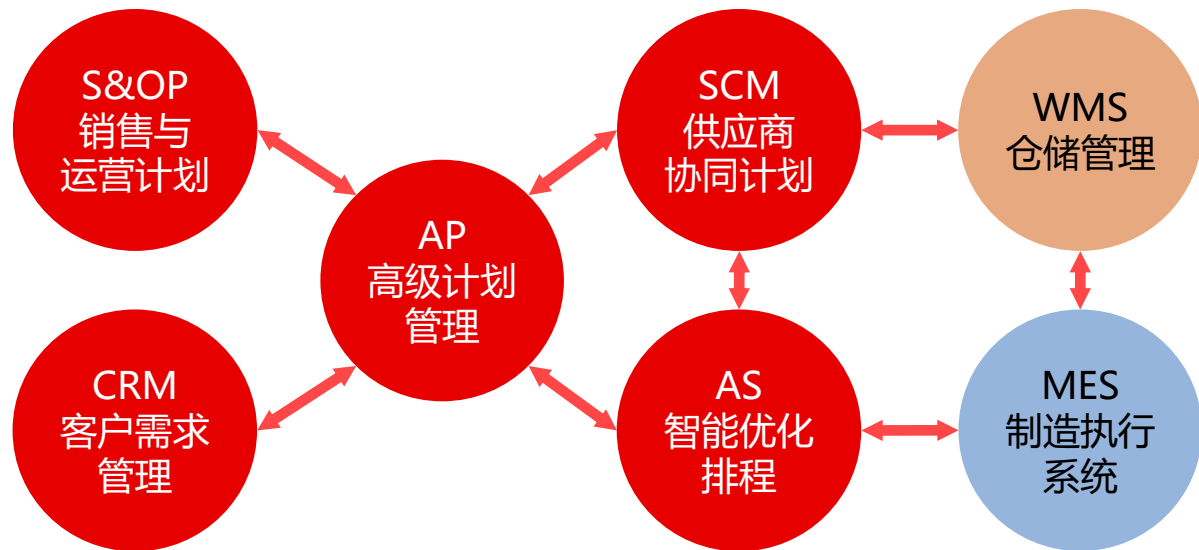 S&OP
销售与
运营计划
SCM
供应商
协同计划
WMS
仓储管理
AP
高级计划
管理
CRM
客户需求
管理
AS
智能优化
排程
MES
制造执行
系统